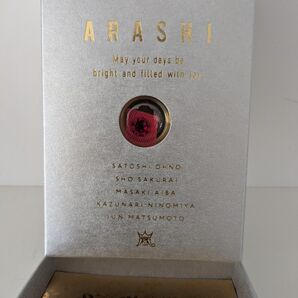 ARASHI
May your days be
bright and filled with joy.
SATOSHI OHNO
SHO SAKURAI
MASAKI AIBA
KAZUNARI NINOMIYA
JUN MATSUMOTO